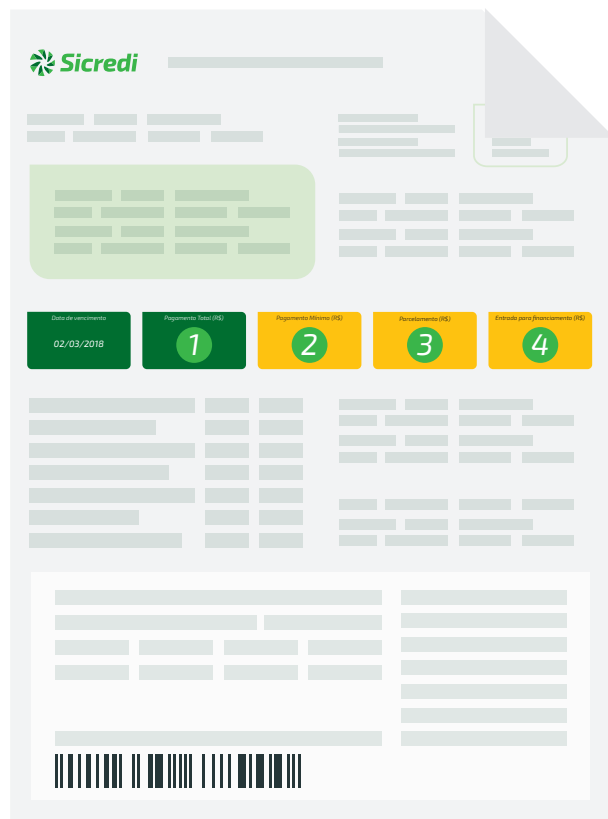 Sicredi
Data de vencimento
02/03/2018
Pagamento Total (R$)
1
Pagamento Mínimo (R$)
2
Parcelamento (R$)
3
Entrada para financiamento (R$)
4